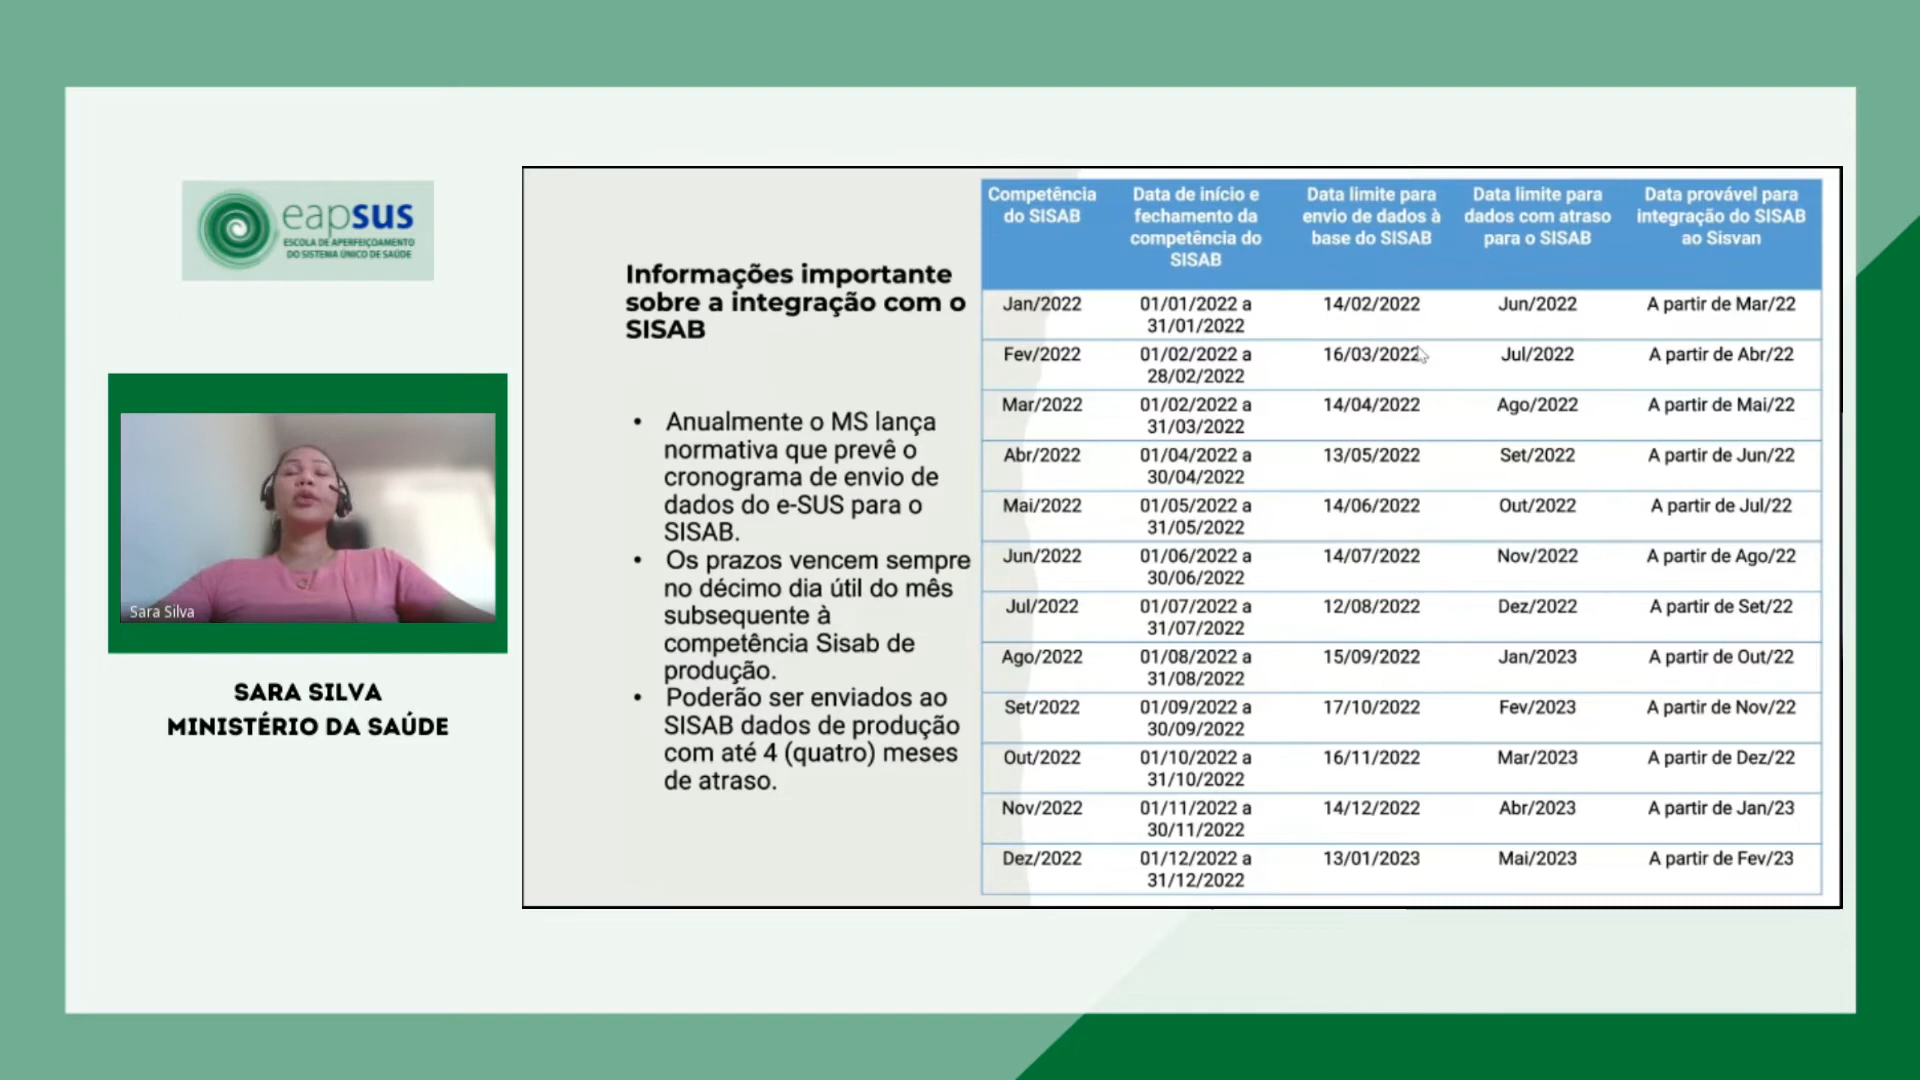 eapsus
ESCOLA DE APERFEIÇOAMENTO
DO SISTEMA ÚNICO DE SAÚDE
Sara Silva
SARA SILVA
MINISTÉRIO DA SAÚDE
Informações importante
sobre a integração com o
SISAB
• Anualmente o MS lança
normativa que prevê o
cronograma de envio de
dados do e-SUS para o
SISAB.
• Os prazos vencem sempre
no décimo dia útil do mês
subsequente à
competência Sisab de
produção.
• Poderão ser enviados ao
SISAB dados de produção
com até 4 (quatro) meses
de atraso.
Competência Data de início e Data limite para Data limite para Data provável para
do SISAB fechamento da envio de dados à dados com atraso integração do SISAB
competência do base do SISAB para o SISAB ao Sisvan
SISAB
Jan/2022 01/01/2022 a 14/02/2022 Jun/2022 A partir de Mar/22
31/01/2022
Fev/2022 01/02/2022 a 16/03/2022 Jul/2022 A partir de Abr/22
28/02/2022
Mar/2022 01/02/2022 a 14/04/2022 Ago/2022 A partir de Mai/22
31/03/2022
Abr/2022 01/04/2022 a 13/05/2022 Set/2022 A partir de Jun/22
30/04/2022
Mai/2022 01/05/2022 a 14/06/2022 Out/2022 A partir de Jul/22
31/05/2022
Jun/2022 01/06/2022 a 14/07/2022 Nov/2022 A partir de Ago/22
30/06/2022
Jul/2022 01/07/2022 a 12/08/2022 Dez/2022 A partir de Set/22
31/07/2022
Ago/2022 01/08/2022 a 15/09/2022 Jan/2023 A partir de Out/22
31/08/2022
Set/2022 01/09/2022 a 17/10/2022 Fev/2023 A partir de Nov/22
30/09/2022
Out/2022 01/10/2022 a 16/11/2022 Mar/2023 A partir de Dez/22
31/10/2022
Nov/2022 01/11/2022 a 14/12/2022 Abr/2023 A partir de Jan/23
30/11/2022
Dez/2022 01/12/2022 a 13/01/2023 Mai/2023 A partir de Fev/23
31/12/2022